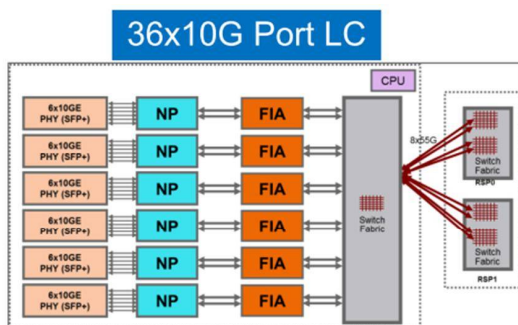 36x10G Port LC
CPU
6x10GE
PHY (SFP+)
NP
FIA
6x10GE
PHY (SFP+)
NP
FIA
6x10GE
PHY (SFP+)
NP
FIA
6x10GE
PHY (SFP+)
NP
FIA
6x10GE
PHY (SFP+)
NP
FIA
6x10GE
PHY (SFP+)
NP
FIA
Switch
Fabric
8x55G
Switch
Fabric
RSP0
Switch
Fabric
RSP1